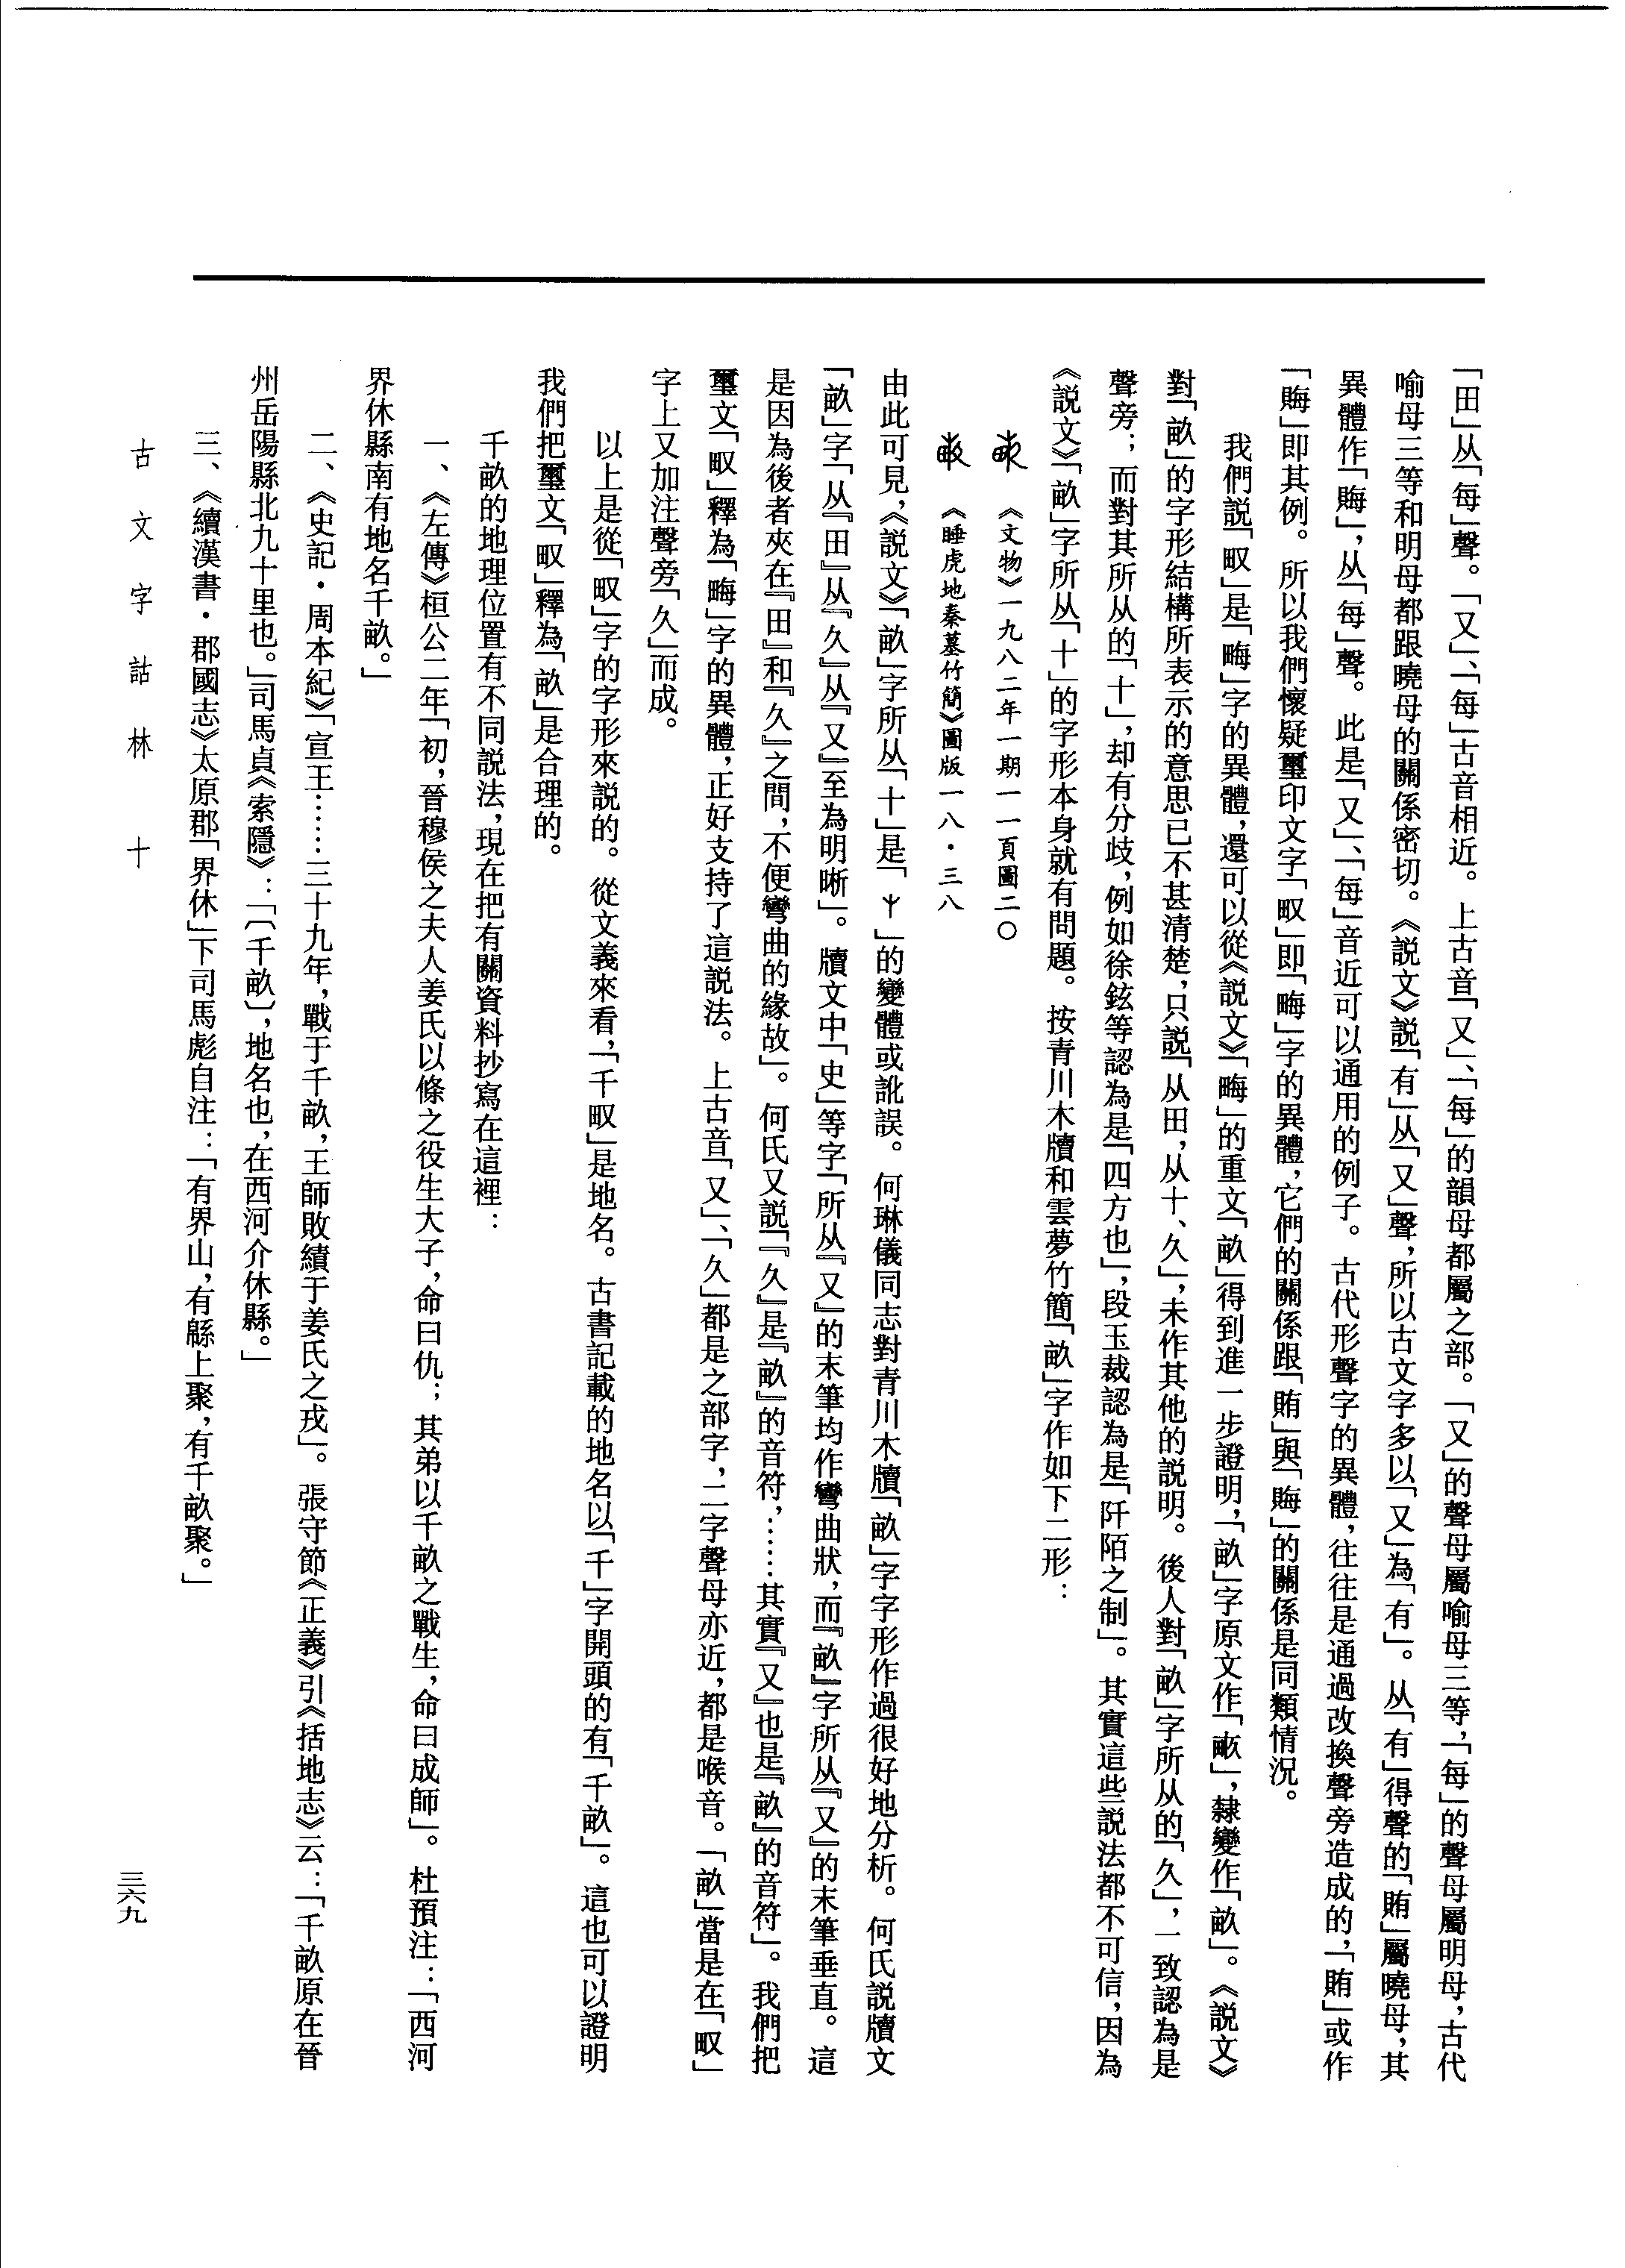 「田」从「每」聲。「又」、「每」古音相近。上古音「又」、「每」的韻母都屬之部。「又」的聲母屬喻母三等，「每」的聲母屬明母，古代
喻母三等和明母都跟曉母的關係密切。《説文》説「有」从「又」聲，所以古文字多以「又」為「有」。从「有」得聲的「賄」屬曉母，其
異體作「䀲」，从「每」聲。此是「又」、「每」音近可以通用的例子。古代形聲字的異體，往往是通過改換聲旁造成的，「賄」或作
「」即其例。所以我們懷疑璽印文字「㕝」即「畮」字的異體，它們的關係跟「賄」與「」的關係是同類情況。
我們説「」是「畮」字的異體，還可以從《説文》「畮」的重文「畝」得到進一步證明，「畝」字原文作「畞」，隸變作「畝」。《説文》
對「畝」的字形結構所表示的意思已不甚清楚，只説「从田，从十、久」，未作其他的説明。後人對「畝」字所从的「久」，一致認為是
聲旁；而對其所从的「十」，却有分歧，例如徐鉉等認為是「四方也」，段玉裁認為是「阡陌之制」。其實這些説法都不可信，因為
《説文》「畝」字所从「十」的字形本身就有問題。按青川木牘和雲夢竹簡「畝」字作如下二形：
《文物》一九八二年一期一一頁圖二〇
《睡虎地秦墓竹簡》圖版一八・三八
由此可見，《説文》「畝」字所从「十」是「」的變體或訛誤。何琳儀同志對青川木牘「畝」字字形作過很好地分析。何氏説牘文
「畝」字「从『田』从『久』从『又』至為明晰」。牘文中「史」等字「所从『又』的末筆均作彎曲狀，而『畝』字所从『又』的末筆垂直。這
是因為後者夾在『田』和『久』之間，不便彎曲的緣故」。何氏又説「『久』是『畝』的音符，……其實『又』也是『畝』的音符」。我們把
璽文「」釋為「畮」字的異體，正好支持了這説法。上古音「又」、「久」都是之部字，二字聲母亦近，都是喉音。「畝」當是在「」
字上又加注聲旁「久」而成。
以上是從「」字的字形來説的。從文義來看，「千」是地名。古書記載的地名以「千」字開頭的有「千畝」。這也可以證明
我們把璽文「」釋為「畝」是合理的。
千畝的地理位置有不同説法，現在把有關資料抄寫在這裡：
一、《左傳》桓公二年「初，晉穆侯之夫人姜氏以條之役生大子，命曰仇；其弟以千畝之戰生，命曰成師」。杜預注：「西河
界休縣南有地名千畝。」
二、《史記・周本紀》「宣王……三十九年，戰于千畝，王師敗績于姜氏之戎」。張守節《正義》引《括地志》云：「千畝原在晉
州岳陽縣北九十里也。」司馬貞《索隱》：「〔千畝〕，地名也，在西河介休縣。」
三、《續漢書・郡國志》太原郡「界休」下司馬彪自注：「有界山，有緜上聚，有千畝聚。」
古文字詁林 十
三六九